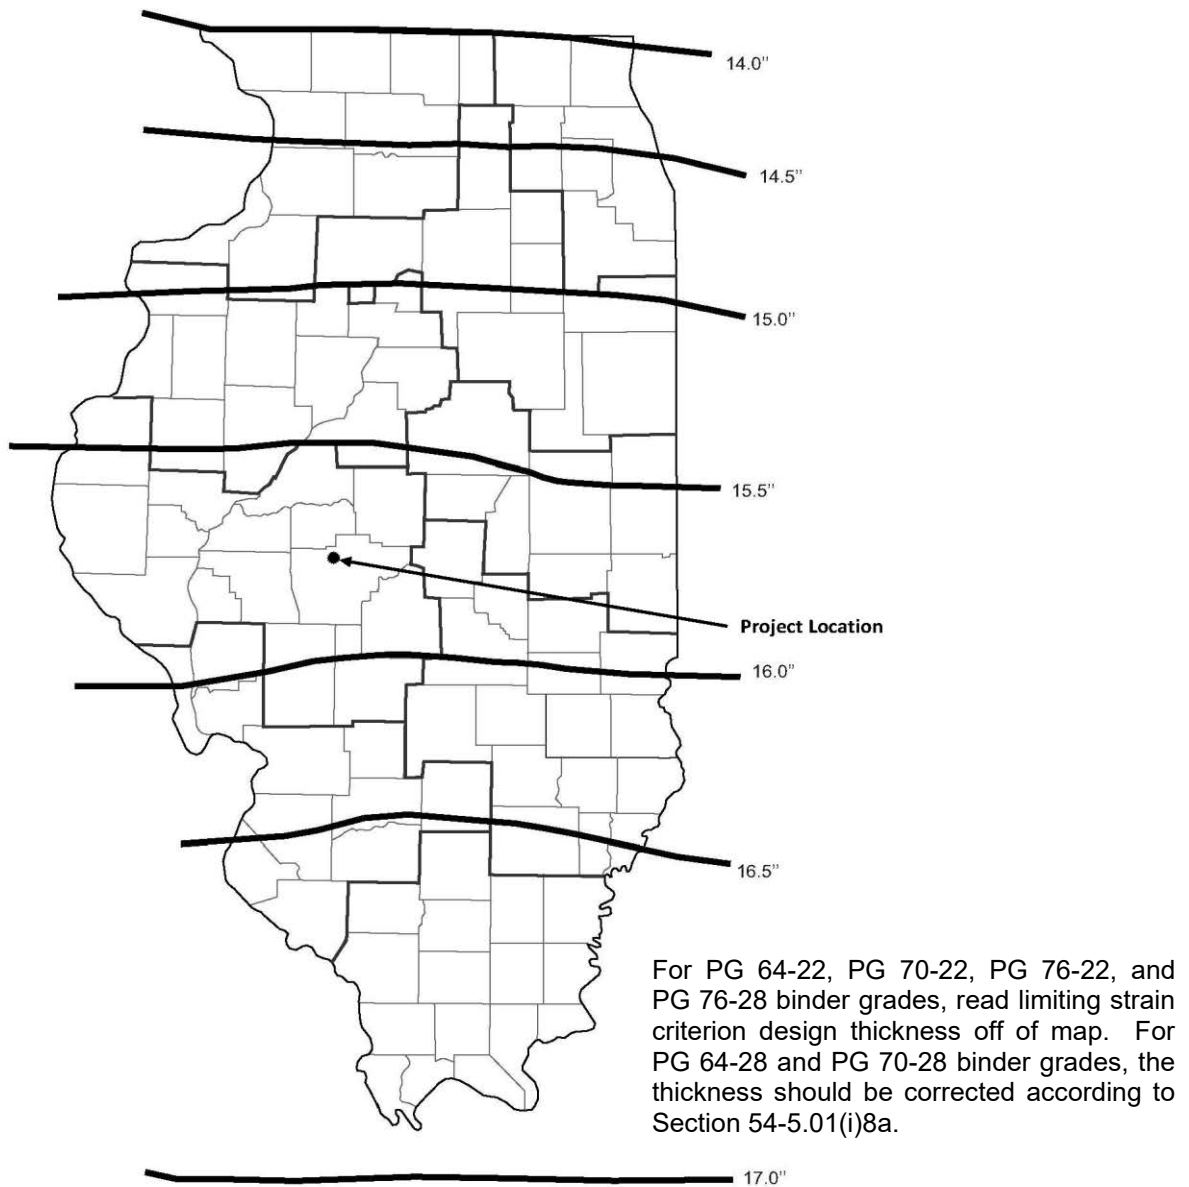 14.0”
14.5”
15.0”
15.5”
Project Location
16.0”
16.5”
For PG 64-22, PG 70-22, PG 76-22, and
PG 76-28 binder grades, read limiting strain
criterion design thickness off of map. For
PG 64-28 and PG 70-28 binder grades, the
thickness should be corrected according to
Section 54-5.01(i)8a.
17.0”